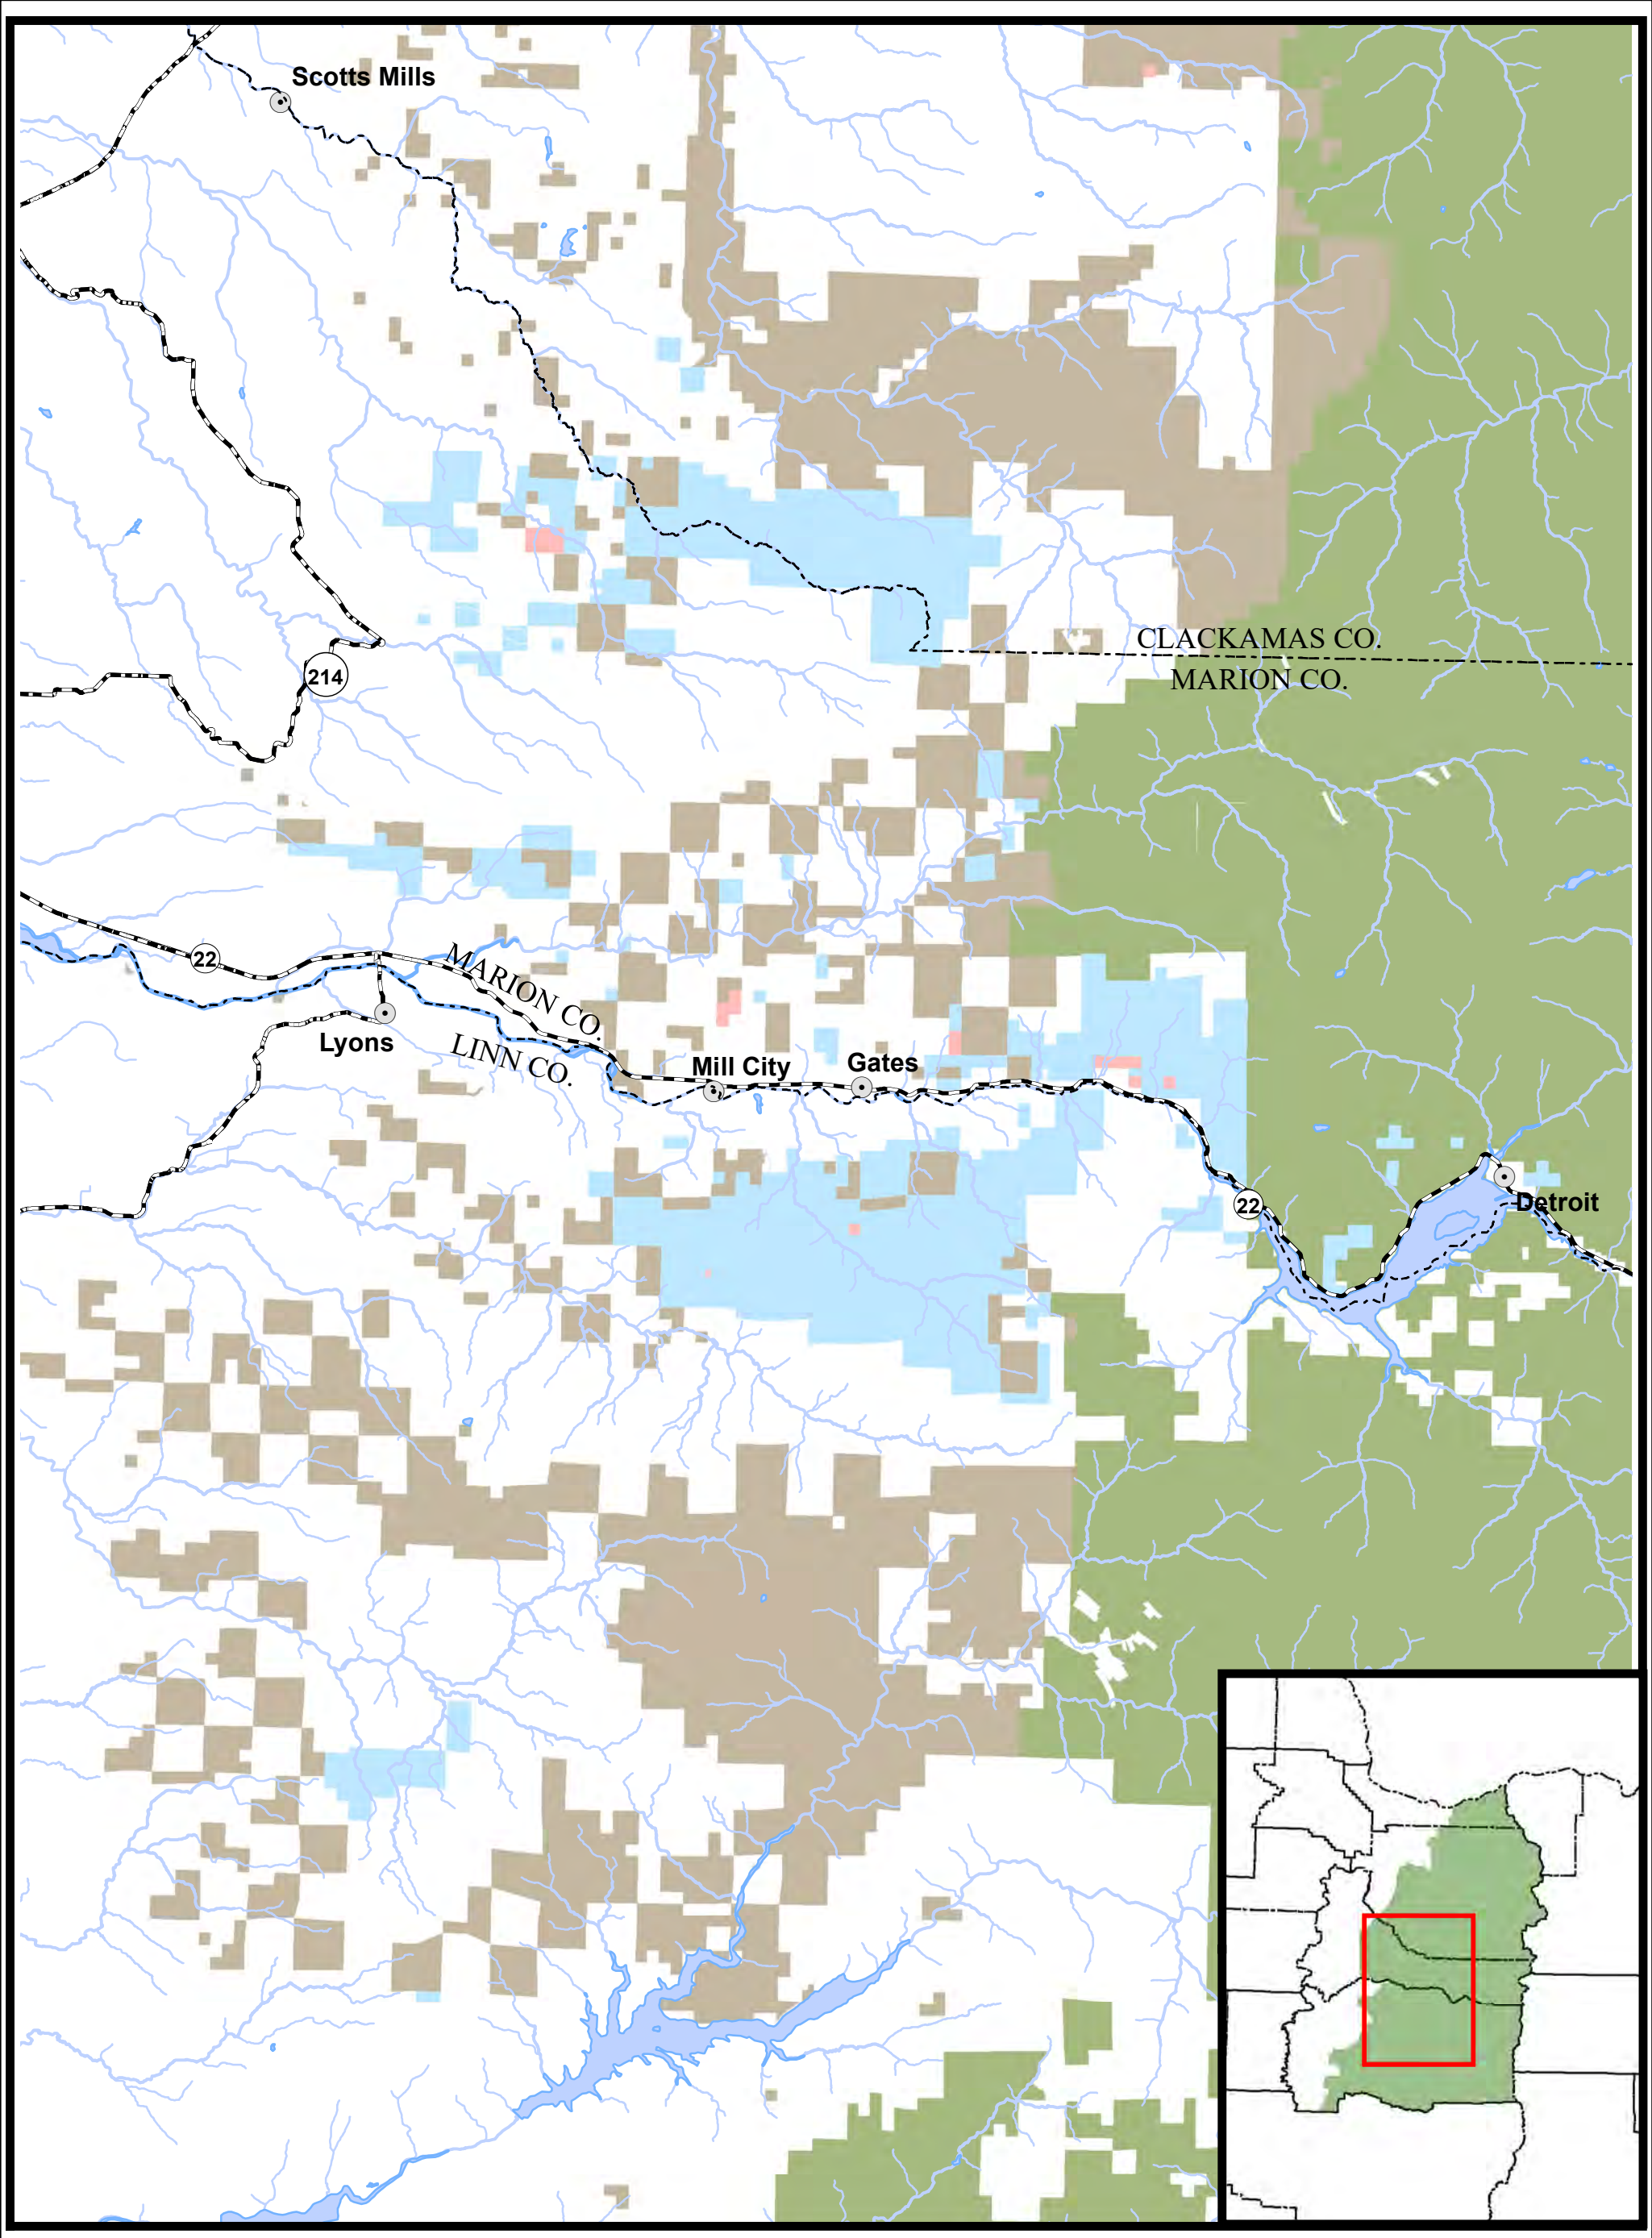 Scotts Mills
CLACKAMAS CO.
214
MARION CO.
22
MARION CO.
Lyons
LINN CO.
Mill City
Gates
22
Detroit